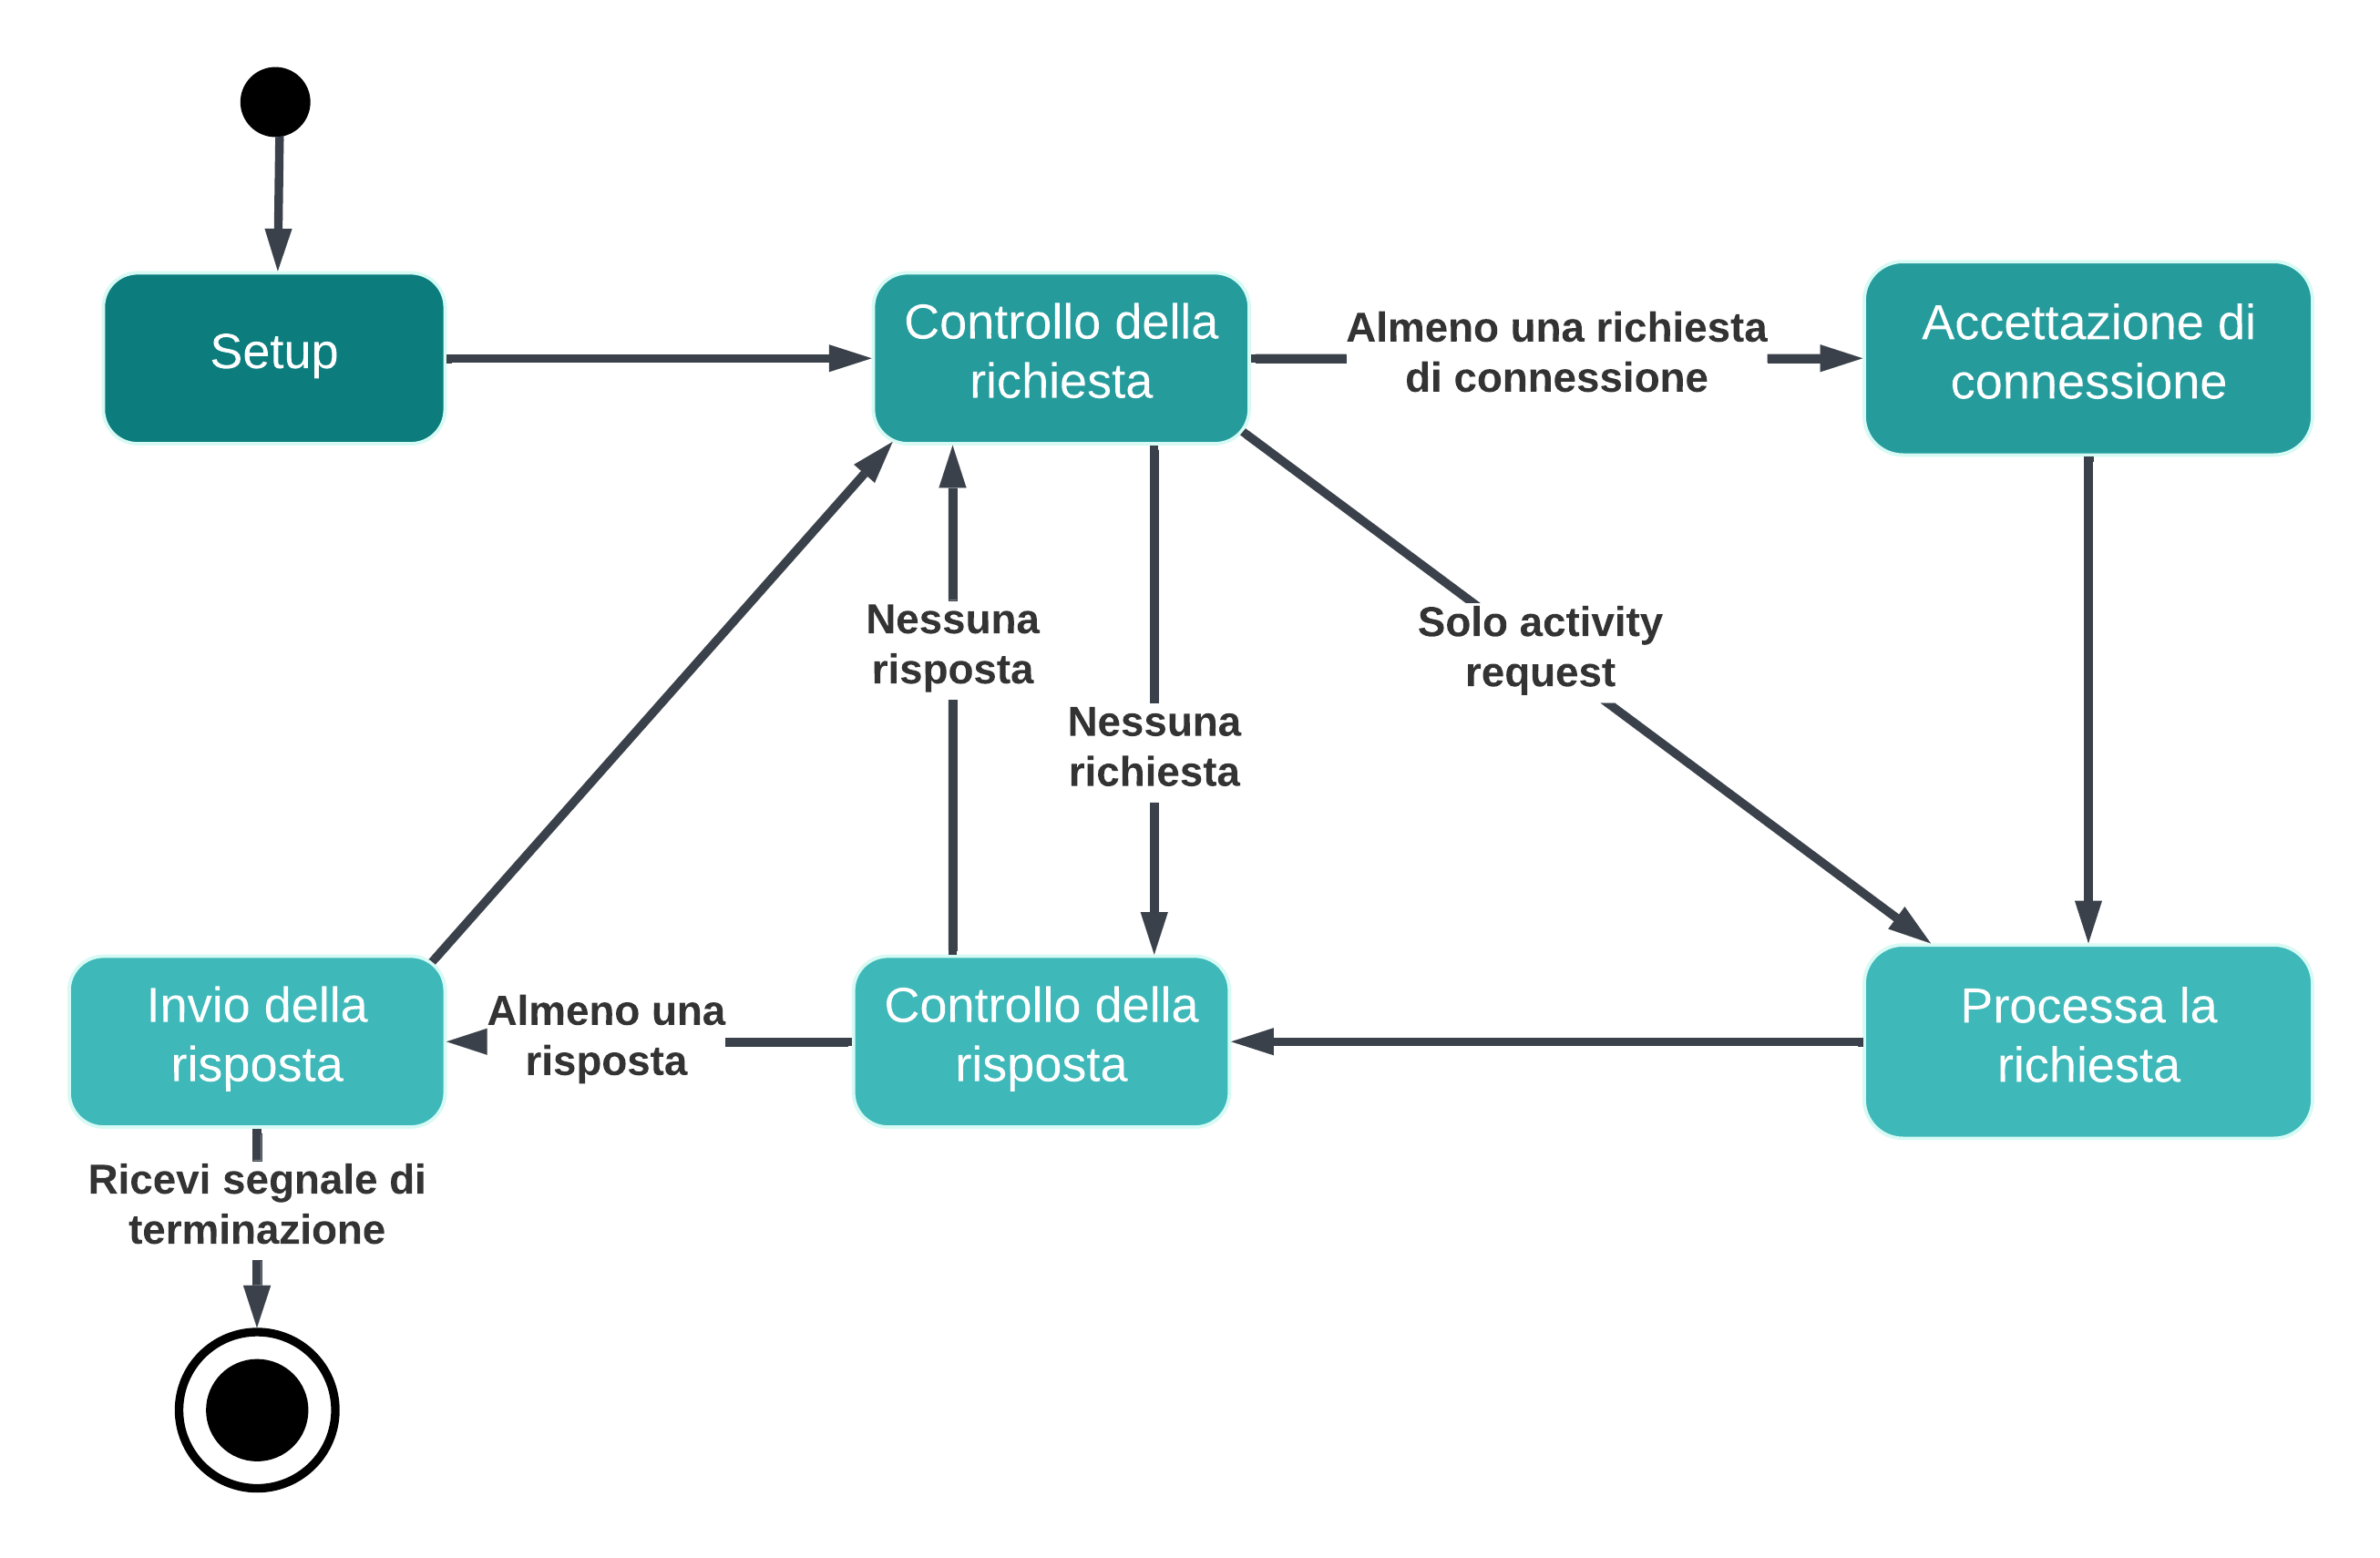 Setup
Controllo della
richiesta
Almeno una richiesta
di connessione
Accettazione di
connessione
Nessuna
risposta
Nessuna
richiesta
Solo activity
request
Invio della
risposta
Almeno una
risposta
Controllo della
risposta
Processa la
richiesta
Ricevi segnale di
terminazione